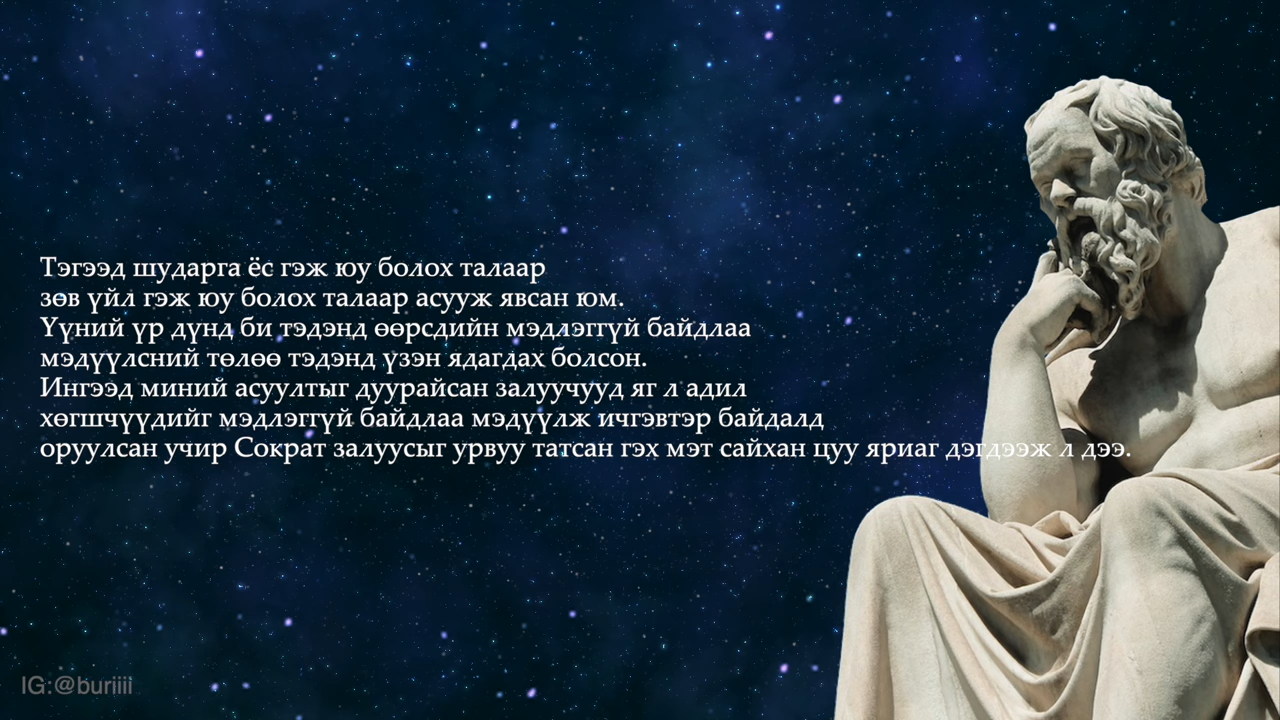 Тэгээд шударга ёс гэж юу болох талаар
зөв үйл гэж юу болох талаар асууж явсан юм.
Үүний үр дүнд би тэдэнд өөрсдийн мэдлэггүй байдлаа
мэдүүлсний төлөө тэдэнд үзэн ядагдах болсон.
Ингээд миний асуултыг дуурайсан залуучууд яг л адил
хөгшчүүдийг мэдлэггүй байдлаа мэдүүлж ичгэвтэр байдалд
оруулсан учир Сократ залуусыг урвуу татсан гэх мэт сайхан цуу яриаг дэгдээж л дээ.
IG:@buriiii